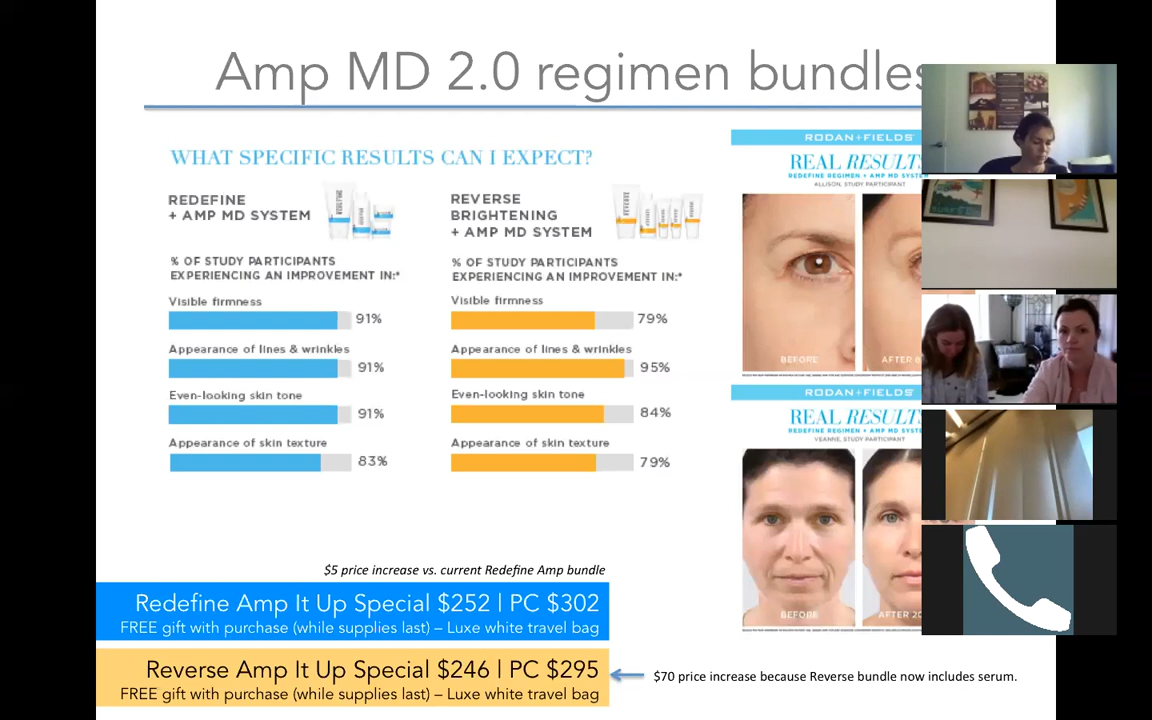 Amp MD 2.0 regimen bundles
WHAT SPECIFIC RESULTS CAN I EXPECT?
REDEFINE
+ AMP MD SYSTEM
REDEFINE
% OF STUDY PARTICIPANTS
EXPERIENCING AN IMPROVEMENT IN:*
Visible firmness
91%
Appearance of lines & wrinkles
91%
Even-looking skin tone
91%
Appearance of skin texture
83%
REVERSE
BRIGHTENING
+ AMP MD SYSTEM
REVERSE
% OF STUDY PARTICIPANTS
EXPERIENCING AN IMPROVEMENT IN:*
Visible firmness
79%
Appearance of lines & wrinkles
95%
Even-looking skin tone
84%
Appearance of skin texture
79%
RODAN+FIELDS
REAL RESULTS
REDEFINE REGIMEN + AMP MD SYSTEM
ALLISON, STUDY PARTICIPANT
BEFORE
AFTER 8
RODAN+FIELDS
REAL RESULTS
REDEFINE REGIMEN + AMP MD SYSTEM
VEANNE, STUDY PARTICIPANT
BEFORE
AFTER 20
$5 price increase vs. current Redefine Amp bundle
Redefine Amp It Up Special $252 | PC $302
FREE gift with purchase (while supplies last) – Luxe white travel bag
Reverse Amp It Up Special $246 | PC $295
FREE gift with purchase (while supplies last) – Luxe white travel bag
$70 price increase because Reverse bundle now includes serum.